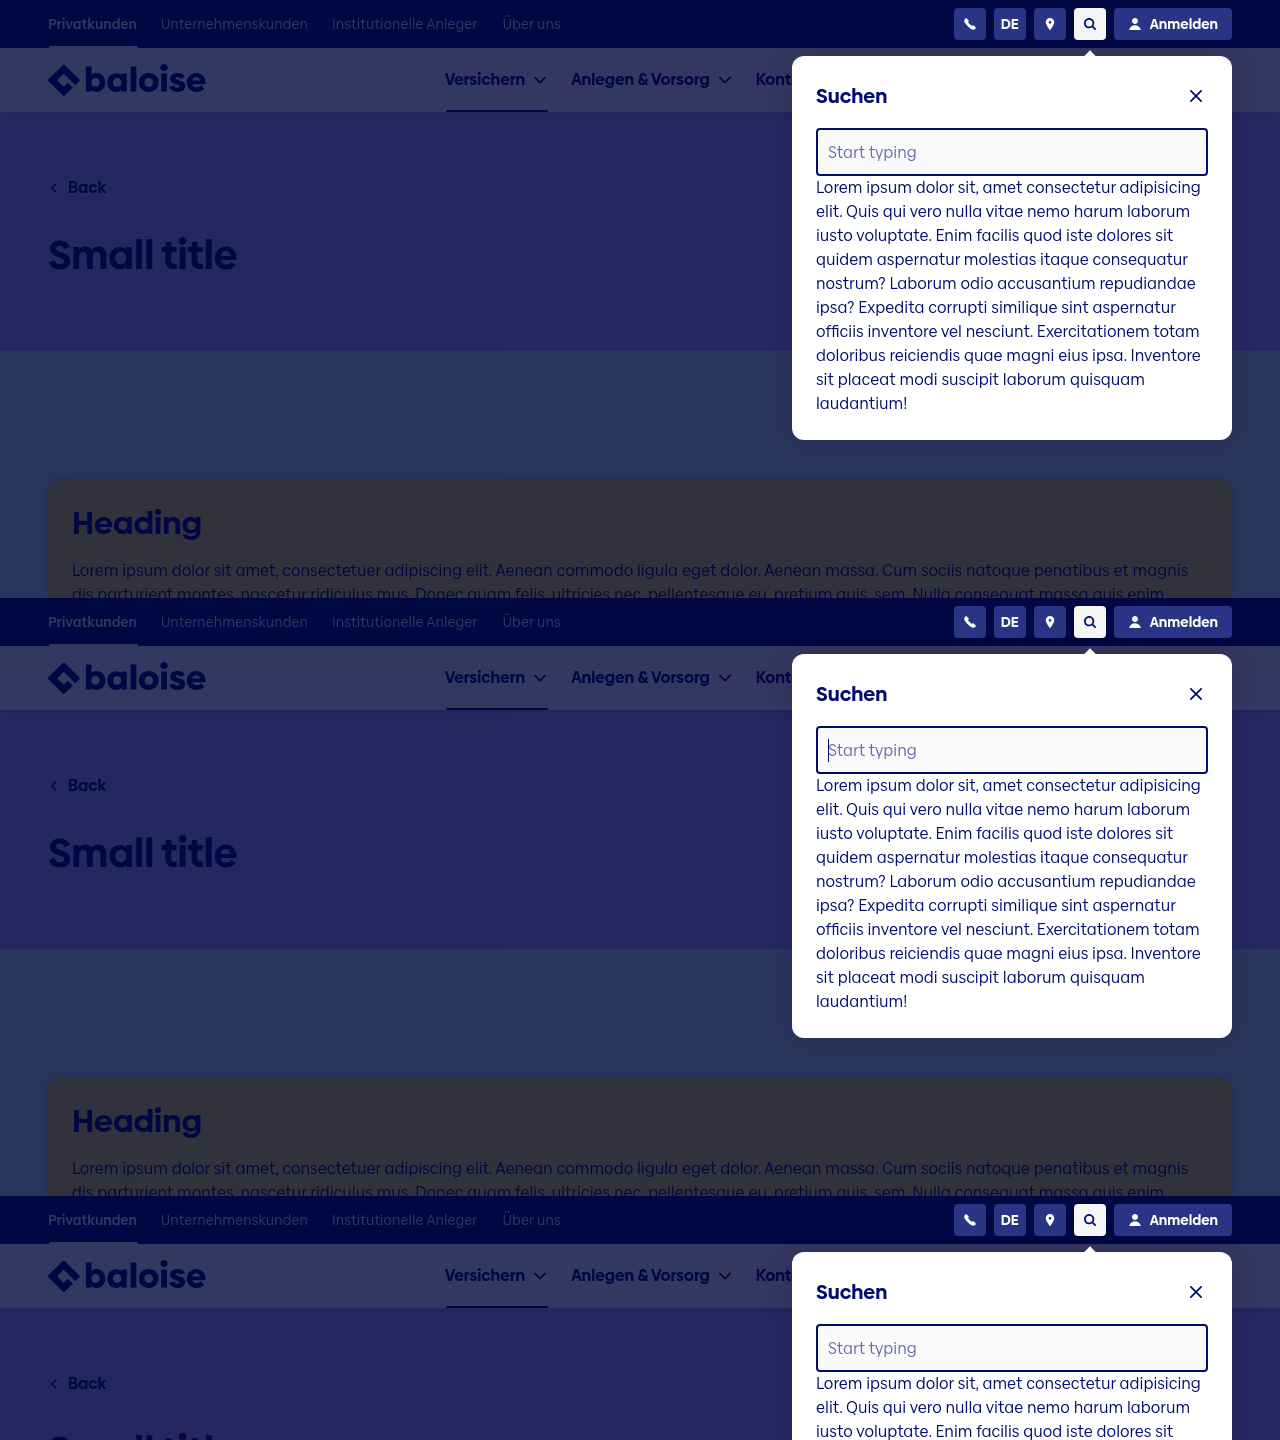 Privatkunden Unternehmenskunden Institutionelle Anleger Über uns DE Anmelden
baloise Versichern Anlegen & Vorsorg
Suchen
Start typing
Lorem ipsum dolor sit, amet consectetur adipisicing
elit. Quis qui vero nulla vitae nemo harum laborum
iusto voluptate. Enim facilis quod iste dolores sit
quidem aspernatur molestias itaque consequatur
nostrum? Laborum odio accusantium repudiandae
ipsa? Expedita corrupti similique sint aspernatur
officiis inventore vel nesciunt. Exercitationem totam
doloribus reiciendis quae magni eius ipsa. Inventore
sit placeat modi suscipit laborum quisquam
laudantium!
Back
Small title
Heading
Lorem ipsum dolor sit amet, consectetuer adipiscing elit. Aenean commodo ligula eget dolor. Aenean massa. Cum sociis natoque penatibus et magnis
dis parturient montes, nascetur ridiculus mus. Donec quam felis, ultricies nec, pellentesque eu, pretium quis, sem. Nulla consequat massa quis enim.
Privatkunden Unternehmenskunden Institutionelle Anleger Über uns DE Anmelden
baloise Versichern Anlegen & Vorsorg
Suchen
Start typing
Lorem ipsum dolor sit, amet consectetur adipisicing
elit. Quis qui vero nulla vitae nemo harum laborum
iusto voluptate. Enim facilis quod iste dolores sit
quidem aspernatur molestias itaque consequatur
nostrum? Laborum odio accusantium repudiandae
ipsa? Expedita corrupti similique sint aspernatur
officiis inventore vel nesciunt. Exercitationem totam
doloribus reiciendis quae magni eius ipsa. Inventore
sit placeat modi suscipit laborum quisquam
laudantium!
Back
Small title
Heading
Lorem ipsum dolor sit amet, consectetuer adipiscing elit. Aenean commodo ligula eget dolor. Aenean massa. Cum sociis natoque penatibus et magnis
dis parturient montes, nascetur ridiculus mus. Donec quam felis, ultricies nec, pellentesque eu, pretium quis, sem. Nulla consequat massa quis enim.
Privatkunden Unternehmenskunden Institutionelle Anleger Über uns DE Anmelden
baloise Versichern Anlegen & Vorsorg
Suchen
Start typing
Lorem ipsum dolor sit, amet consectetur adipisicing
elit. Quis qui vero nulla vitae nemo harum laborum
iusto voluptate. Enim facilis quod iste dolores sit
Back